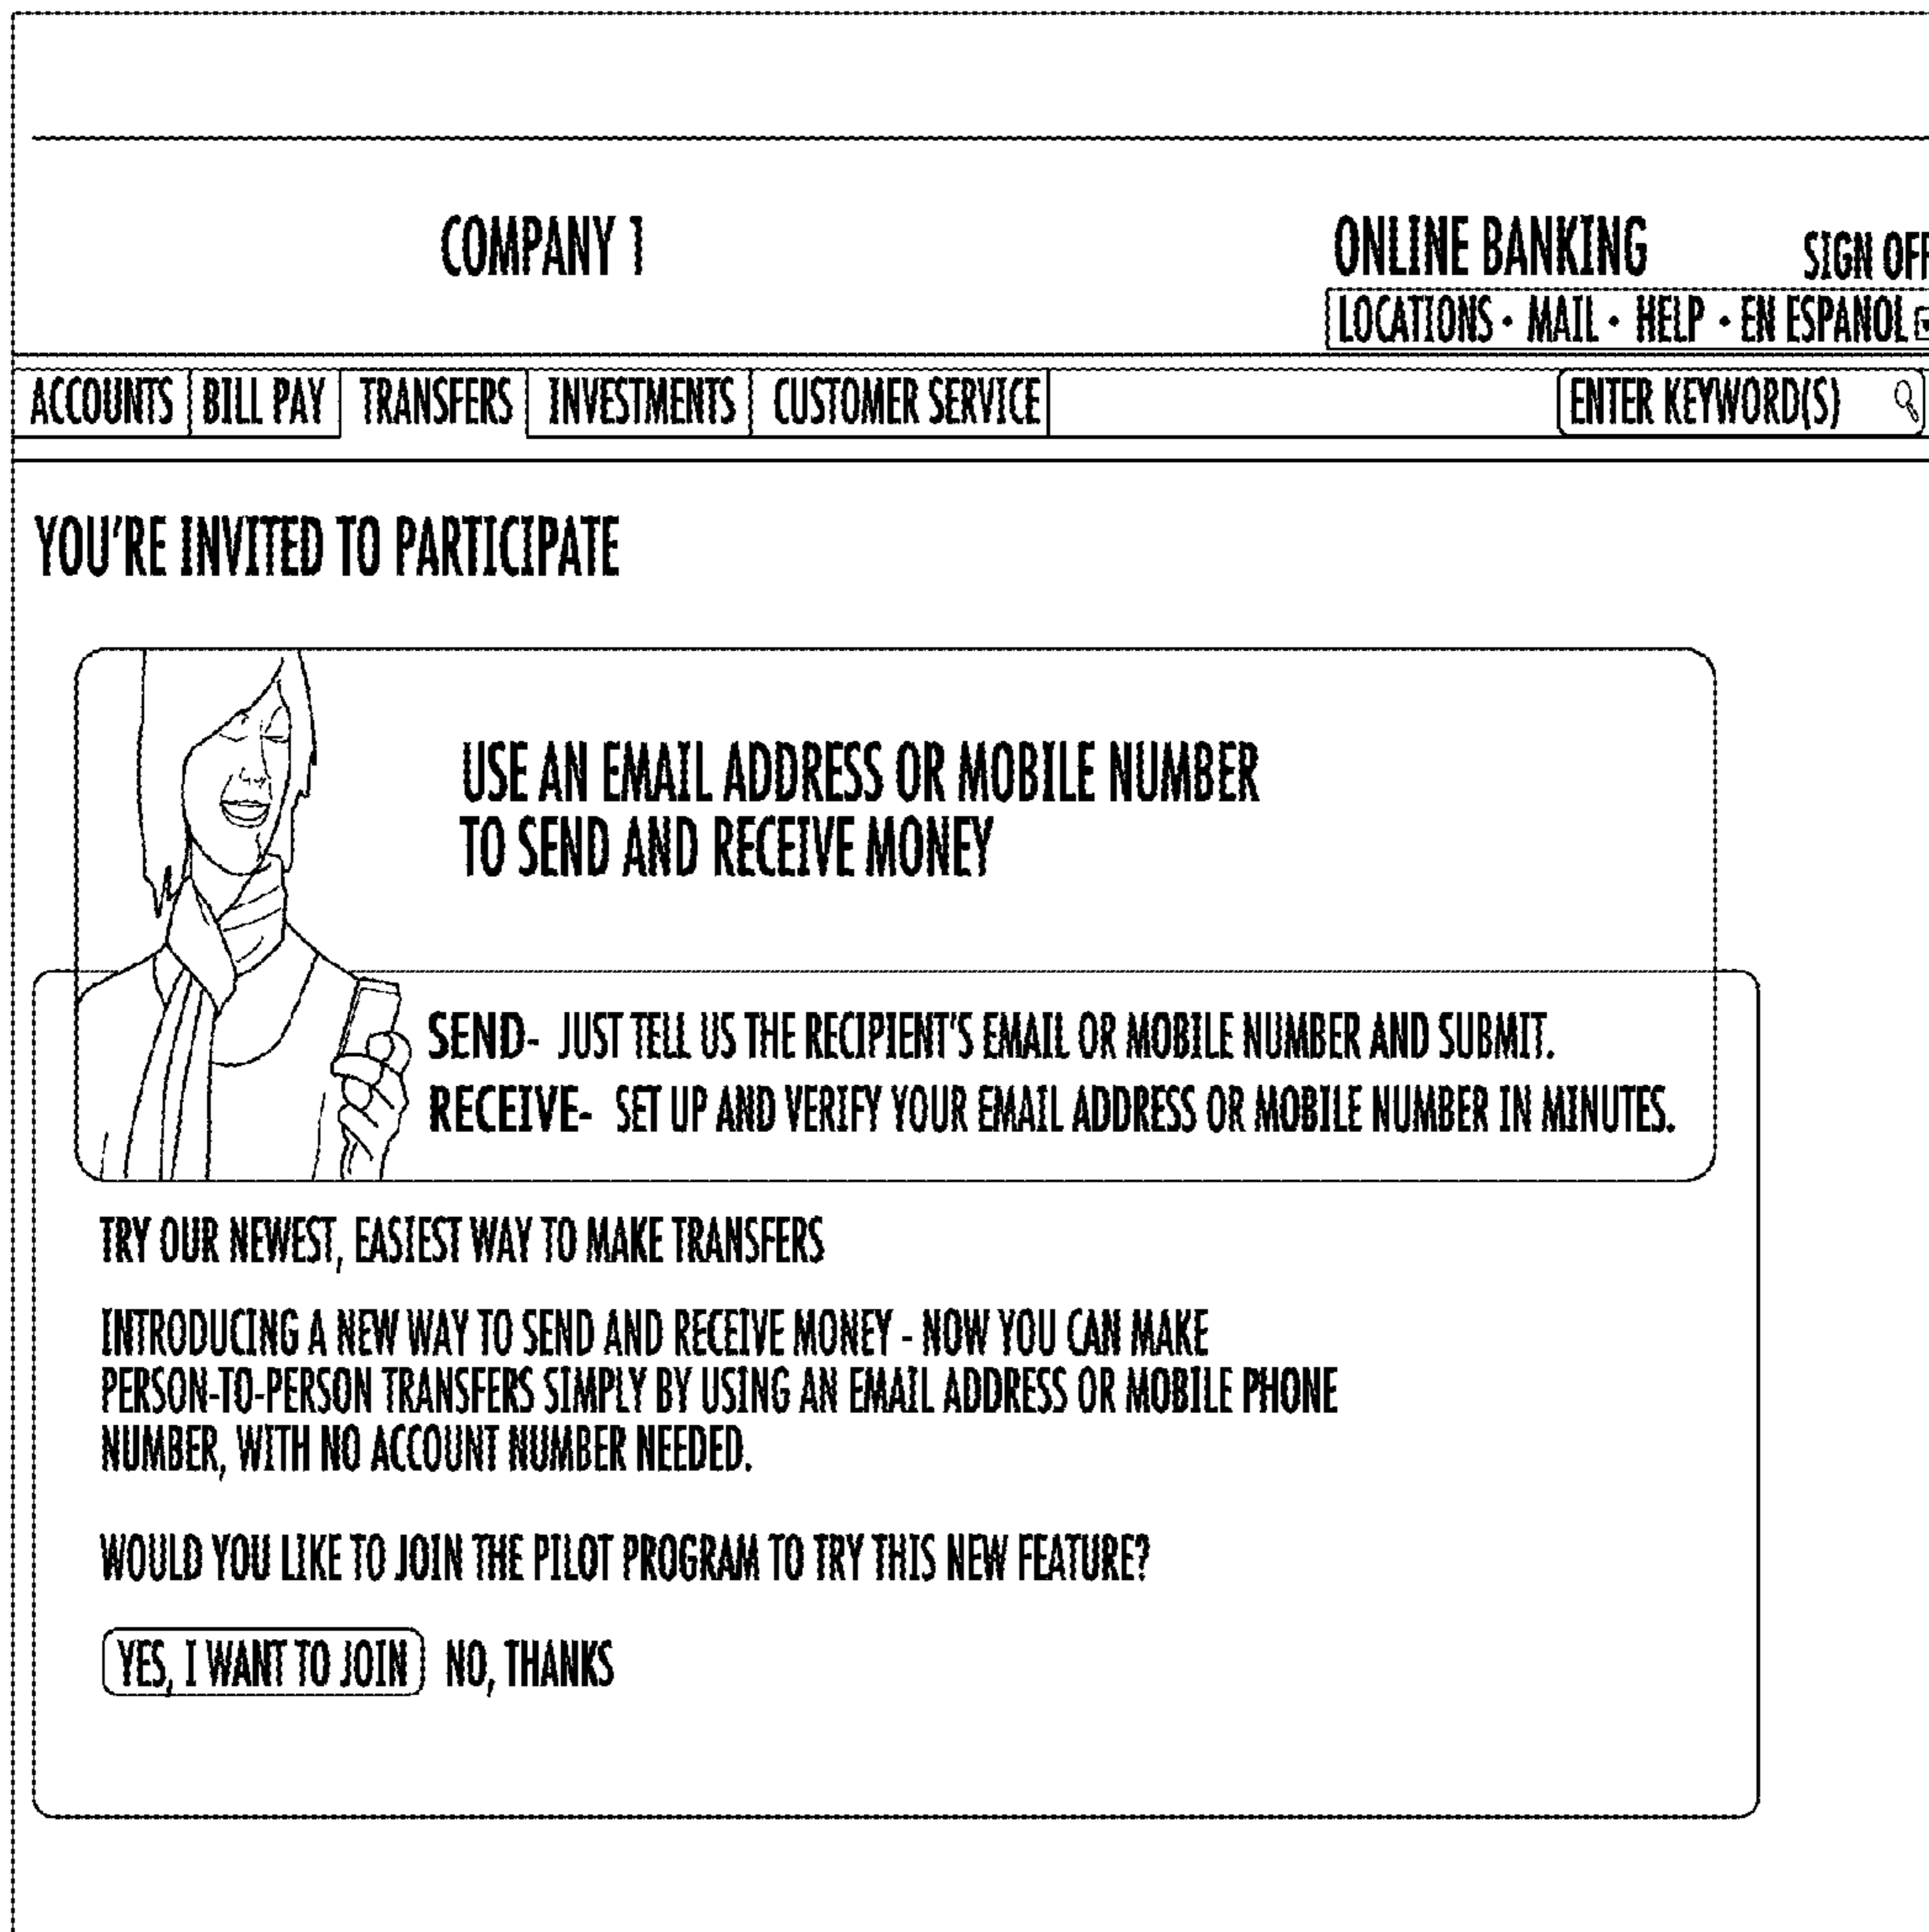 COMPANY 1
ONLINE BANKING
SIGN OFF
LOCATIONS · MAIL · HELP · EN ESPANOL
ACCOUNTS BILL PAY TRANSFERS INVESTMENTS CUSTOMER SERVICE ENTER KEYWORD(S)
YOU'RE INVITED TO PARTICIPATE
USE AN EMAIL ADDRESS OR MOBILE NUMBER
TO SEND AND RECEIVE MONEY
SEND- JUST TELL US THE RECIPIENT'S EMAIL OR MOBILE NUMBER AND SUBMIT.
RECEIVE- SET UP AND VERIFY YOUR EMAIL ADDRESS OR MOBILE NUMBER IN MINUTES.
TRY OUR NEWEST, EASIEST WAY TO MAKE TRANSFERS
INTRODUCING A NEW WAY TO SEND AND RECEIVE MONEY - NOW YOU CAN MAKE
PERSON-TO-PERSON TRANSFERS SIMPLY BY USING AN EMAIL ADDRESS OR MOBILE PHONE
NUMBER, WITH NO ACCOUNT NUMBER NEEDED.
WOULD YOU LIKE TO JOIN THE PILOT PROGRAM TO TRY THIS NEW FEATURE?
YES, I WANT TO JOIN NO, THANKS